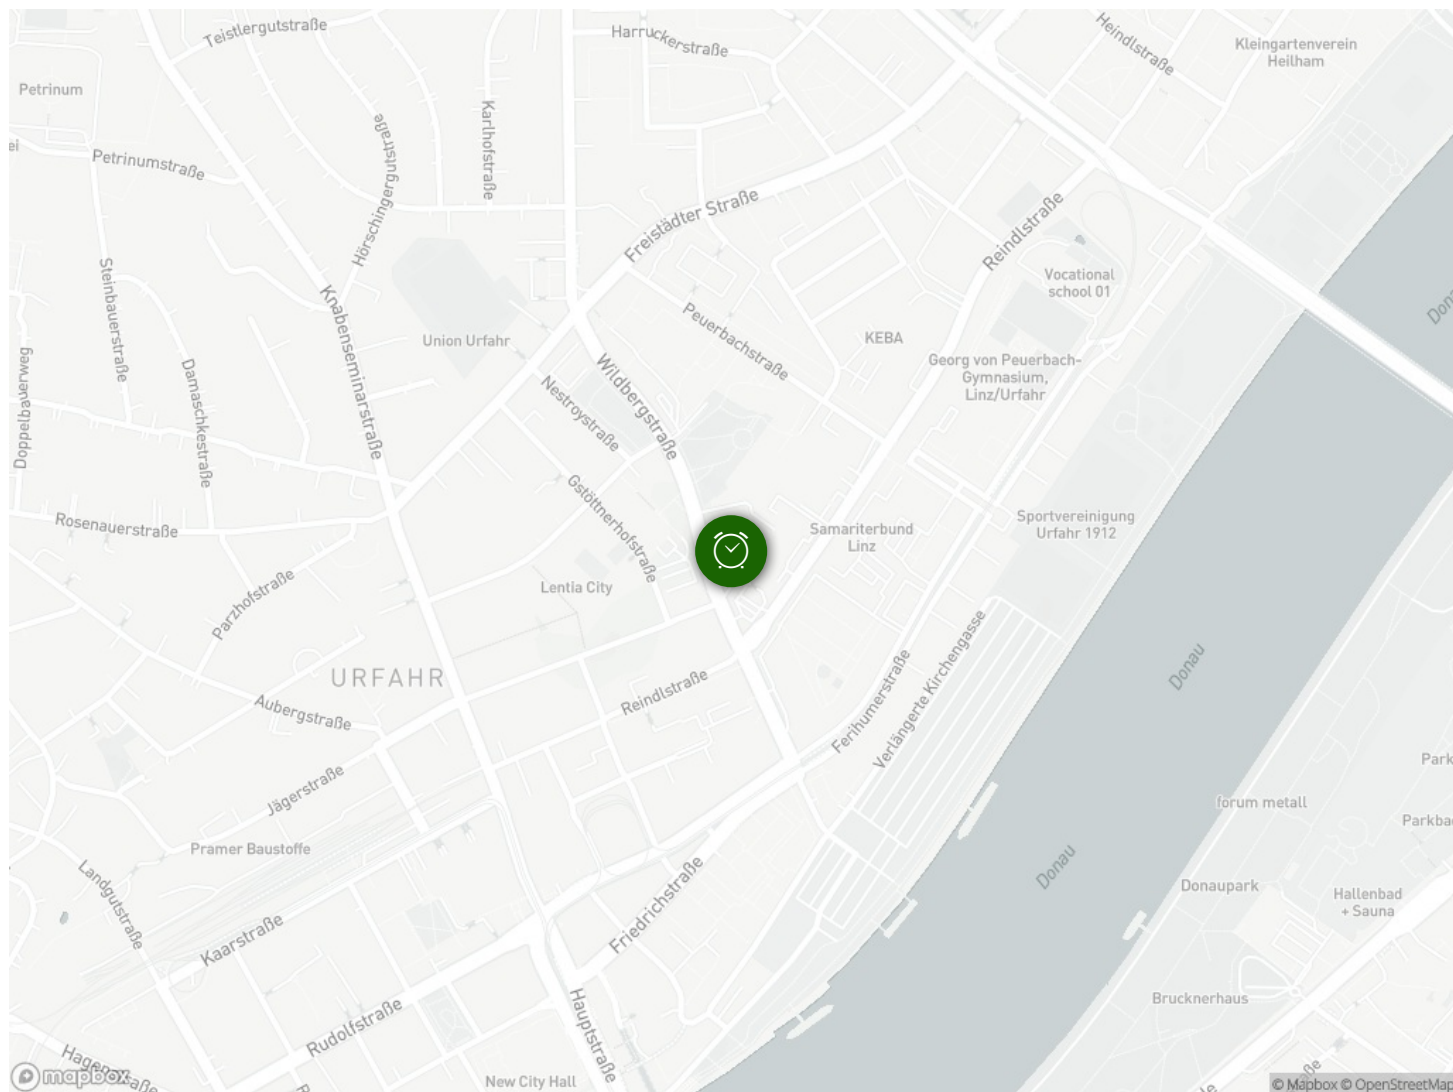 Teistlergutstraße
Harruckerstraße
Heindlstraße
Kleingartenverein
Heilham
Petrinum
Karlhofstraße
Hörschingergutstraße
ei
Petrinumstraße
Freistädter Straße
Reindlstraße
Steinbauerstraße
Knabenseminarstraße
Vocational
school 01
Peuerbachstraße
KEBA
Union Urfahr
Doppelbauerweg
Damaschkestraße
Wildbergstraße
Nestroystraße
Georg von Peuerbach-
Gymnasium,
Linz/Urfahr
Gstöttnerhofstraße
Rosenauerstraße
Samariterbund
Linz
Sportvereinigung
Urfahr 1912
Parzhofstraße
Lentia City
URFAHR
Aubergstraße
Reindlstraße
Ferihumerstraße
Verlängerte Kirchengasse
Donau
Jägerstraße
Park
forum metall
Parkba
Pramer Baustoffe
Donau
Landgutstraße
Friedrichstraße
Donaupark
Hallenbad
+ Sauna
Kaarstraße
Brucknerhaus
Rudolfstraße
Hauptstraße
New City Hall
mapbox
© Mapbox © OpenStreetMap